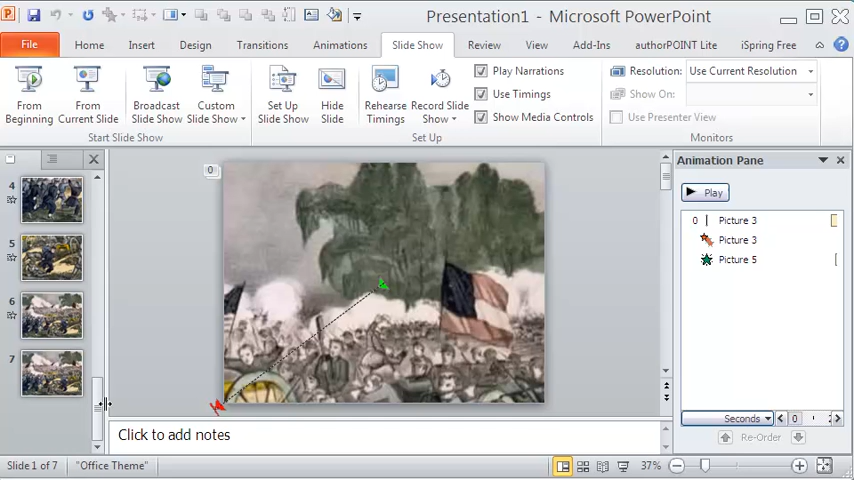 Presentation1 - Microsoft PowerPoint
File Home Insert Design Transitions Animations Slide Show Review View Add-Ins authorPOINT Lite iSpring Free
From Beginning
From Current Slide
Broadcast Slide Show
Custom Slide Show
Set Up Slide Show
Hide Slide
Rehearse Timings
Record Slide Show
Play Narrations
Use Timings
Show Media Controls
Resolution: Use Current Resolution
Show On:
Use Presenter View
Start Slide Show Set Up Monitors
Animation Pane
Play
0 Picture 3
Picture 3
Picture 5
0
4
5
6
7
Seconds 0
Re-Order
Click to add notes
Slide 1 of 7 "Office Theme" 37%